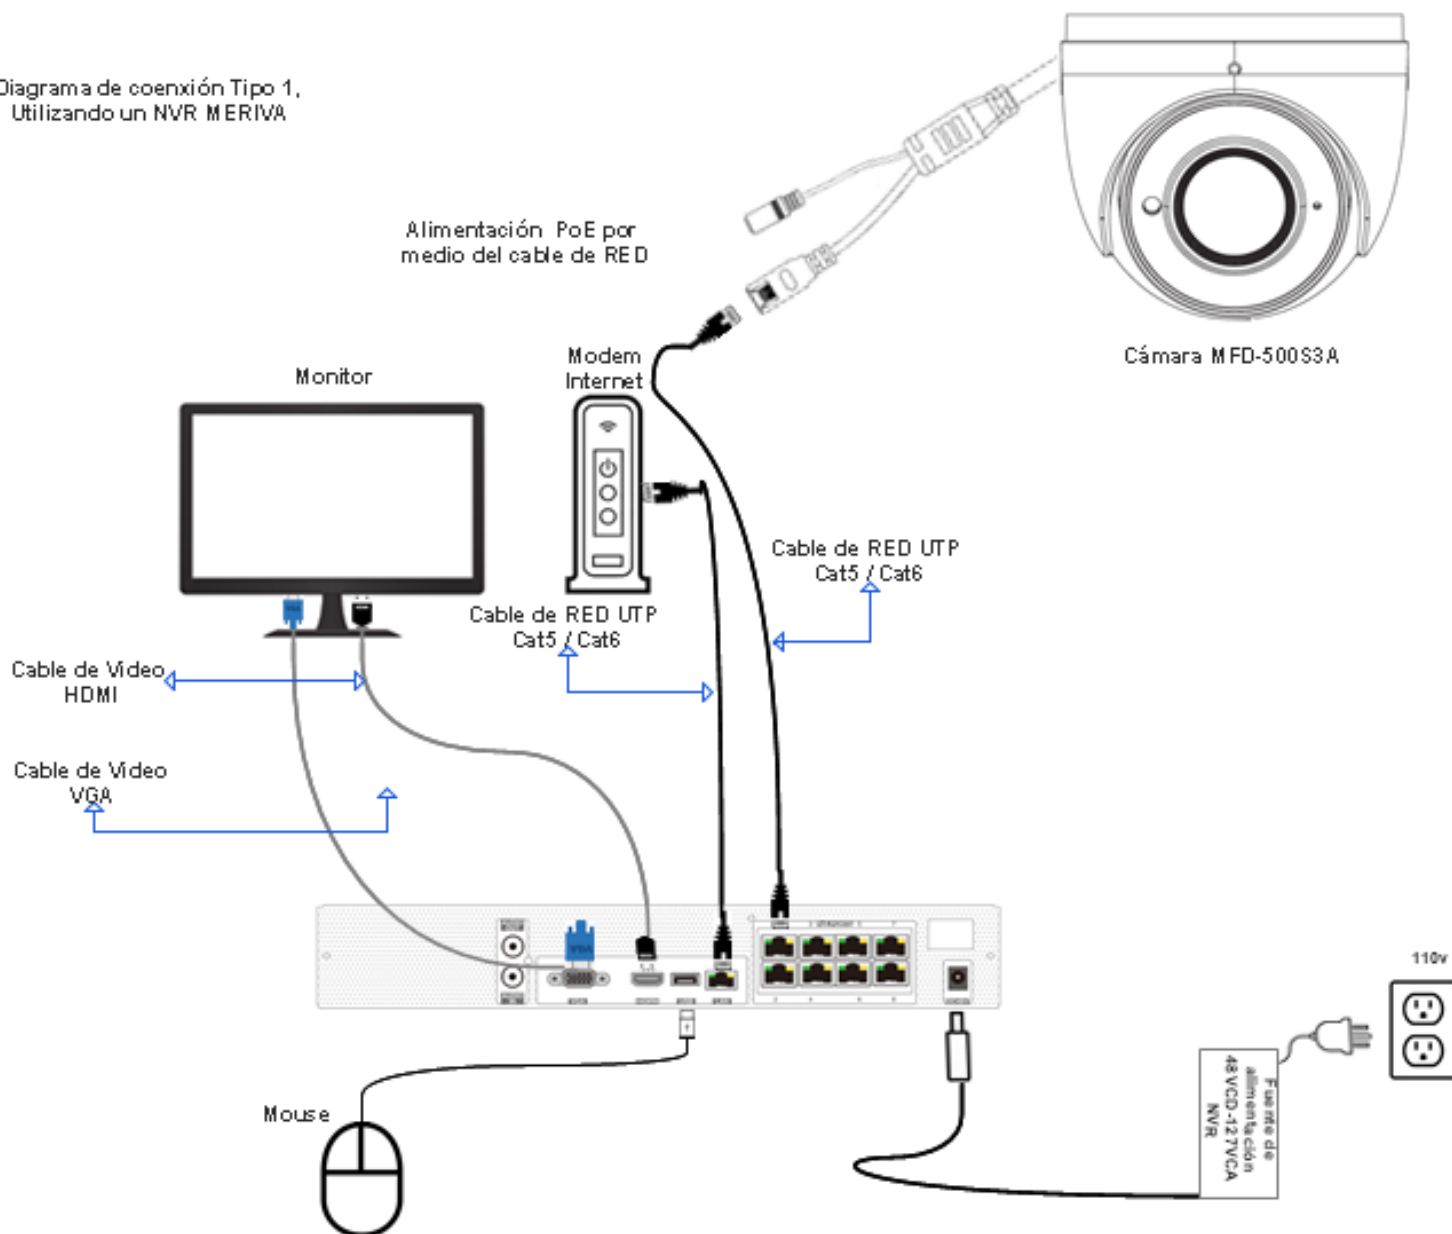 Diagrama de coenxión Tipo 1,
Utilizando un NVR MERIVA
Alimentación PoE por
medio del cable de RED
Cámara MFD-500S3A
Modem
Internet
Monitor
Cable de RED UTP
Cat5 / Cat6
Cable de RED UTP
Cat5 / Cat6
Cable de Video
HDMI
Cable de Video
VGA
VGA
VGA
110v
Fuente de
alimentación
48VCD-127VCA
NVR
Mouse